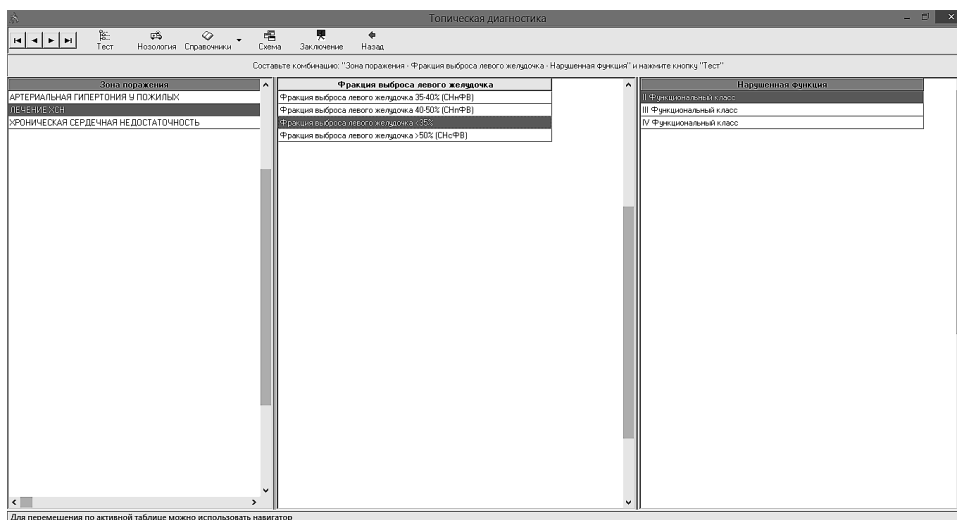 Топическая диагностика
Тест Нозология Справочники Схема Заключение Назад
Составьте комбинацию: "Зона поражения - Фракция выброса левого желудочка - Нарушенная функция" и нажмите кнопку "Тест"
Зона поражения
АРТЕРИАЛЬНАЯ ГИПЕРТОНИЯ У ПОЖИЛЫХ
ЛЕЧЕНИЕ ХСН
ХРОНИЧЕСКАЯ СЕРДЕЧНАЯ НЕДОСТАТОЧНОСТЬ
Фракция выброса левого желудочка
Фракция выброса левого желудочка 35-40% (СНнФВ)
Фракция выброса левого желудочка 40-50% (СНпФВ)
Фракция выброса левого желудочка <35%
Фракция выброса левого желудочка >50% (СНсФВ)
Нарушенная функция
II Функциональный класс
III Функциональный класс
IV Функциональный класс
Для перемещения по активной таблице можно использовать навигатор